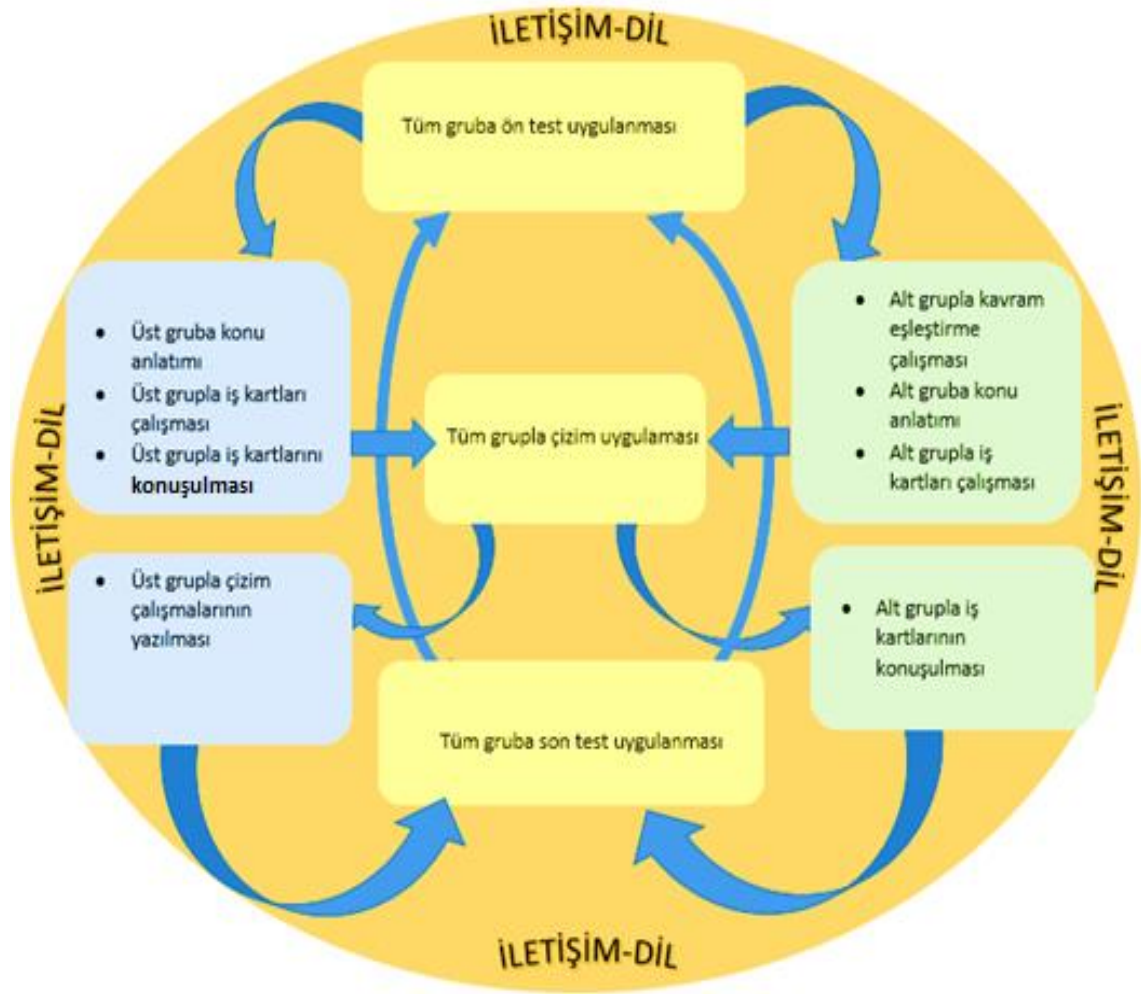 İLETİŞİM-DİL
Tüm gruba ön test uygulanması
• Üst gruba konu
anlatımı
• Üst grupla iş kartları
çalışması
• Üst grupla iş kartlarını
konuşulması
Tüm grupla çizim uygulaması
• Alt grupla kavram
eşleştirme
çalışması
• Alt gruba konu
anlatımı
• Alt grupla iş
kartları çalışması
İLETİŞİM-DİL
İLETİŞİM-DİL
• Üst grupla çizim
çalışmalarının
yazılması
• Alt grupla iş
kartlarının
konuşulması
Tüm gruba son test uygulanması
İLETİŞİM-DİL